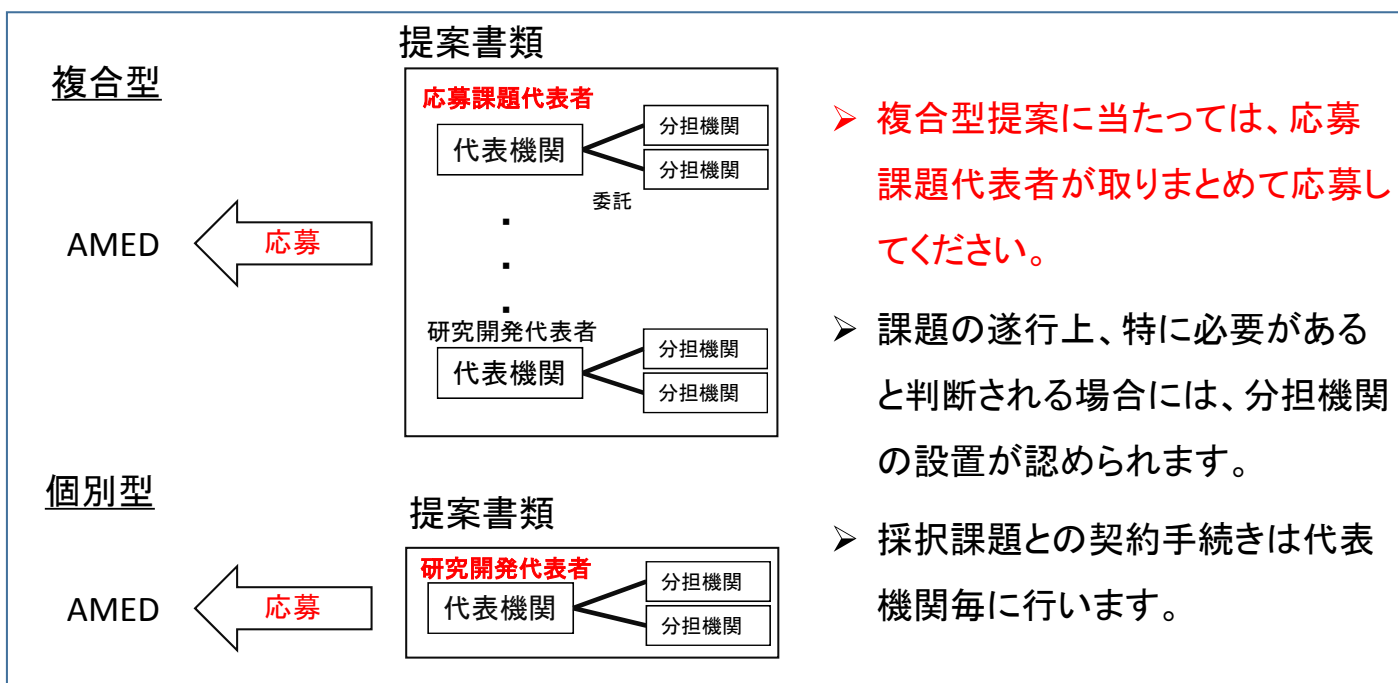 複合型
提案書類
応募課題代表者
代表機関
分担機関
分担機関
委託
・
・
・
研究開発代表者
代表機関
分担機関
分担機関
AMED
応募
個別型
提案書類
研究開発代表者
代表機関
分担機関
分担機関
AMED
応募
➢ 複合型提案に当たっては、応募
課題代表者が取りまとめて応募し
てください。
➢ 課題の遂行上、特に必要がある
と判断される場合には、分担機関
の設置が認められます。
➢ 採択課題との契約手続きは代表
機関毎に行います。